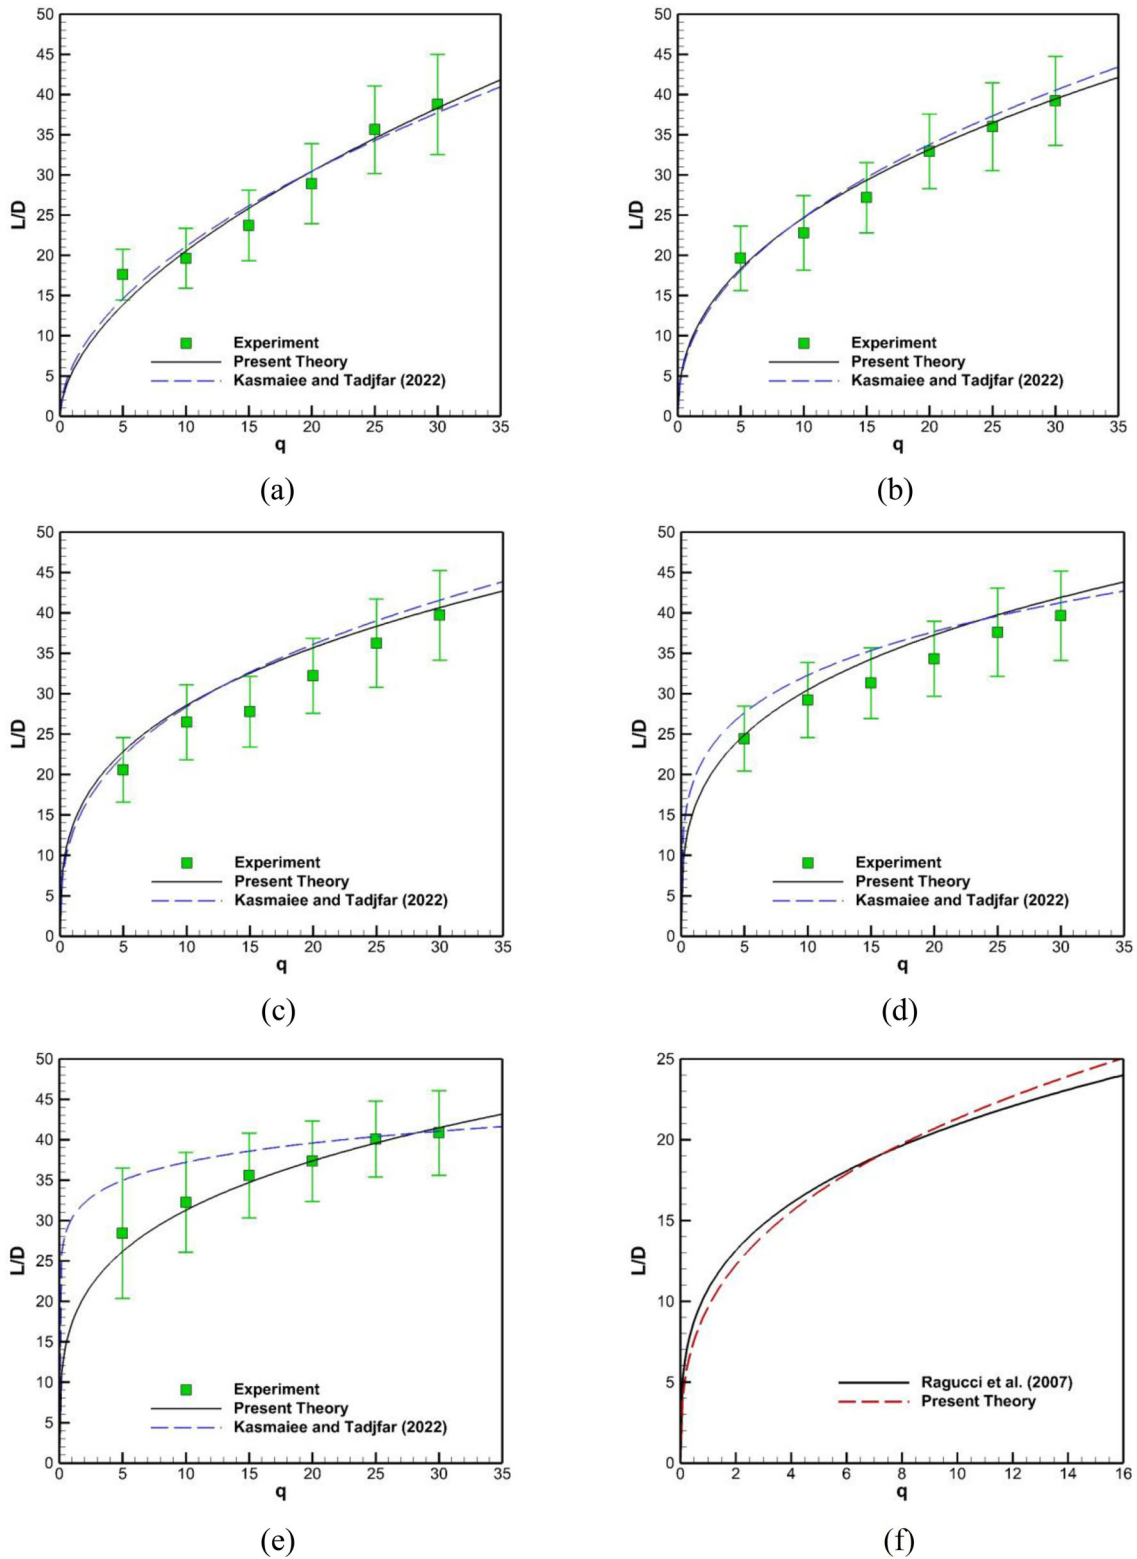 50
45
40
35
30
25
20
15
10
5
0
L/D
Experiment
Present Theory
Kasmaiee and Tadjfar (2022)
0 5 10 15 20 25 30 35
q
(a)
50
45
40
35
30
25
20
15
10
5
0
L/D
Experiment
Present Theory
Kasmaiee and Tadjfar (2022)
0 5 10 15 20 25 30 35
q
(b)
50
45
40
35
30
25
20
15
10
5
0
L/D
Experiment
Present Theory
Kasmaiee and Tadjfar (2022)
0 5 10 15 20 25 30 35
q
(c)
50
45
40
35
30
25
20
15
10
5
0
L/D
Experiment
Present Theory
Kasmaiee and Tadjfar (2022)
0 5 10 15 20 25 30 35
q
(d)
50
45
40
35
30
25
20
15
10
5
0
L/D
Experiment
Present Theory
Kasmaiee and Tadjfar (2022)
0 5 10 15 20 25 30 35
q
(e)
25
20
15
10
5
0
L/D
Ragucci et al. (2007)
Present Theory
0 2 4 6 8 10 12 14 16
q
(f)